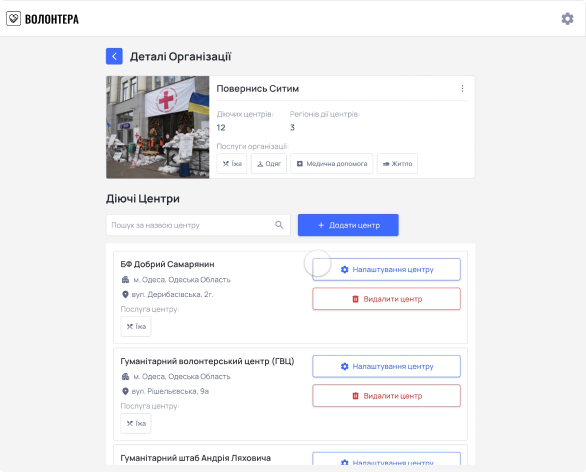 ВОЛОНТЕРА
Деталі Організації
Повернись Ситим
Діючих центрів: Регіонів дії центрів:
12 3
Послуги організації:
Їжа Одяг Медична допомога Житло
Діючі Центри
Пошук за назвою центру Додати центр
БФ Добрий Самарянин
м. Одеса, Одеська Область
вул. Дерибасівська, 2г.
Послуга центру:
Їжа
Налаштування центру
Видалити центр
Гуманітарний волонтерський центр (ГВЦ)
м. Одеса, Одеська Область
вул. Рішельєвська, 9а
Послуга центру:
Їжа
Налаштування центру
Видалити центр
Гуманітарний штаб Андрія Ляховича
Налаштування центру